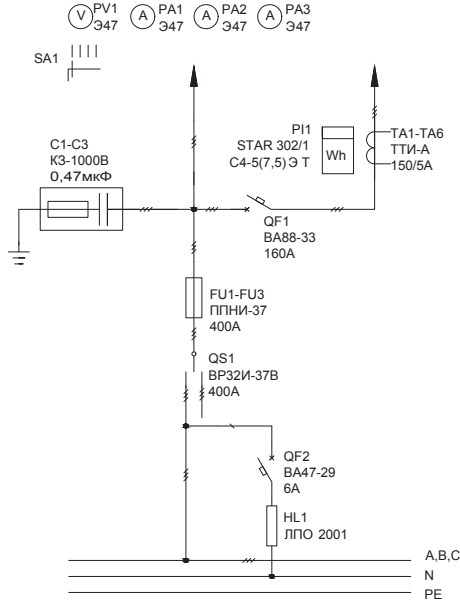 V PV1
Э47
A PA1
Э47
A PA2
Э47
A PA3
Э47
SA1
C1-C3
КЗ-1000В
0,47мкФ
PI1
STAR 302/1
С4-5(7,5) Э Т
Wh
TA1-TA6
ТТИ-А
150/5А
QF1
ВА88-33
160А
FU1-FU3
ППНИ-37
400А
QS1
ВР32И-37В
400А
QF2
ВА47-29
6А
HL1
ЛПО 2001
A,B,C
N
PE